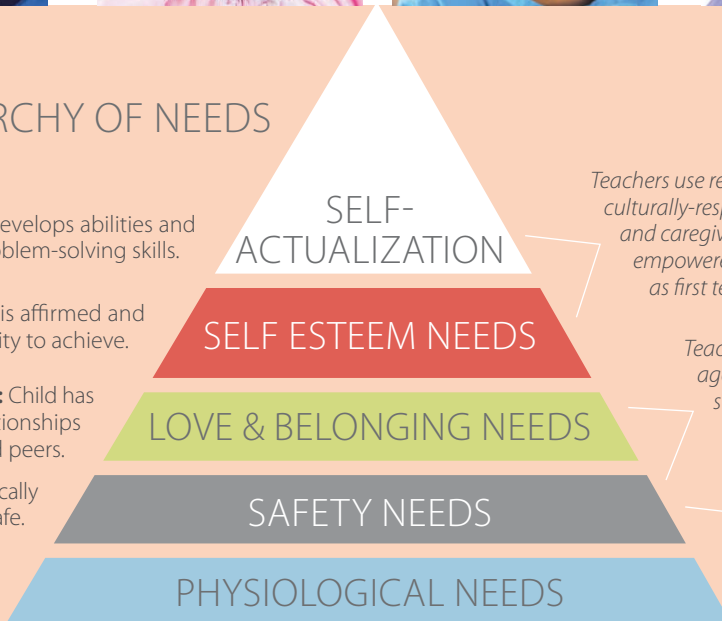 RCHY OF NEEDS
evelops abilities and
blem-solving skills.
is affirmed and
ity to achieve.
: Child has
tionships
d peers.
cally
afe.
SELF-
ACTUALIZATION
SELF ESTEEM NEEDS
LOVE & BELONGING NEEDS
SAFETY NEEDS
PHYSIOLOGICAL NEEDS
Teachers use re
culturally-resp
and caregiv
empowere
as first te
Teac
ag
s